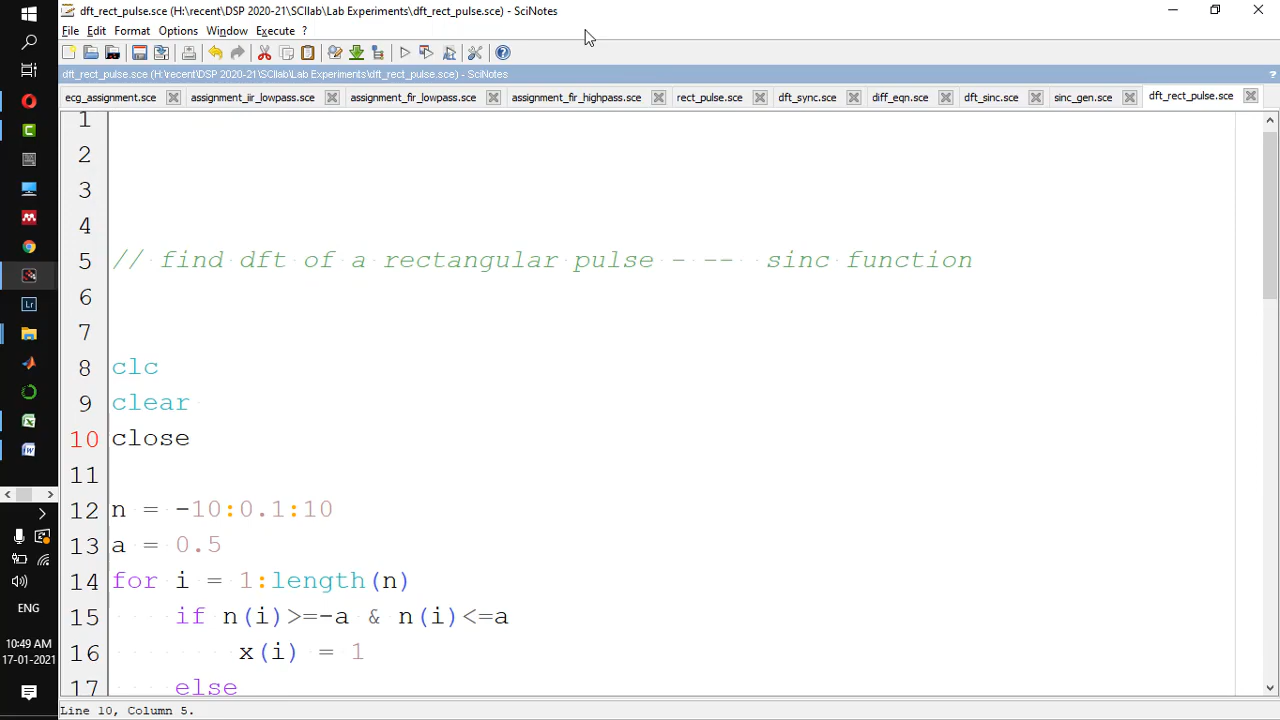 dft_rect_pulse.sce (H:\recent\DSP 2020-21\SCIlab\Lab Experiments\dft_rect_pulse.sce) - SciNotes
File Edit Format Options Window Execute ?
dft_rect_pulse.sce (H:\recent\DSP 2020-21\SCIlab\Lab Experiments\dft_rect_pulse.sce) - SciNotes
ecg_assignment.sce assignment_iir_lowpass.sce assignment_fir_lowpass.sce assignment_fir_highpass.sce rect_pulse.sce dft_sync.sce diff_eqn.sce dft_sinc.sce sinc_gen.sce dft_rect_pulse.sce
1
2
3
4
5 // find dft of a rectangular pulse - -- sinc function
6
7
8 clc
9 clear
10 close
11
12 n = -10:0.1:10
13 a = 0.5
14 for i = 1:length(n)
15 if n(i)>=-a & n(i)<=a
16 x(i) = 1
17 else
Line 10, Column 5.
Lr
ENG
10:49 AM
17-01-2021